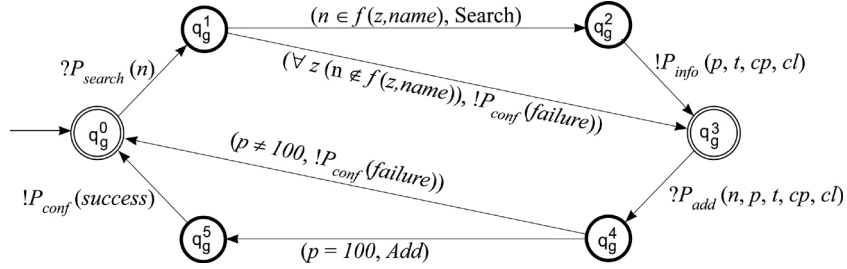 q_g^1
(n ∈ f (z,name), Search)
q_g^2
?P_search (n)
(∀ z (n ∉ f (z,name)), !P_conf (failure))
!P_info (p, t, cp, cl)
q_g^0
q_g^3
(p ≠ 100, !P_conf (failure))
!P_conf (success)
?P_add (n, p, t, cp, cl)
q_g^5
(p = 100, Add)
q_g^4